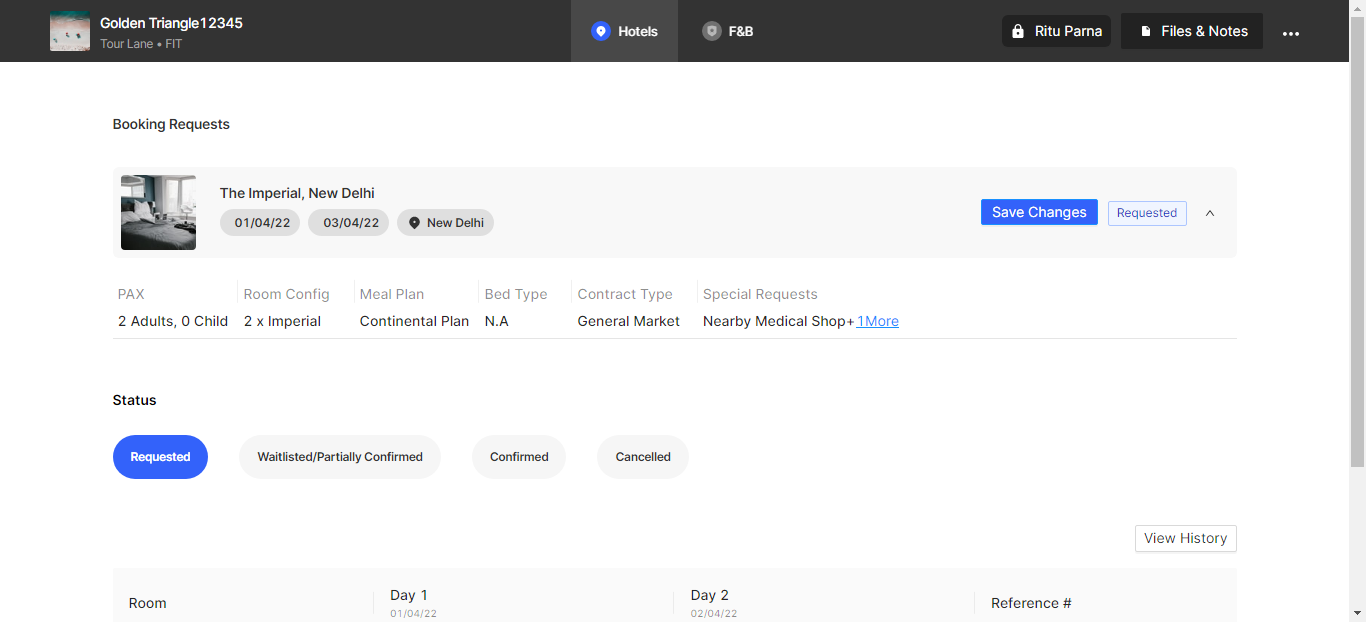 Golden Triangle12345
Tour Lane • FIT
Hotels
F&B
Ritu Parna
Files & Notes
Booking Requests
The Imperial, New Delhi
01/04/22
03/04/22
New Delhi
Save Changes
Requested
PAX
Room Config
Meal Plan
Bed Type
Contract Type
Special Requests
2 Adults, 0 Child
2 x Imperial
Continental Plan
N.A
General Market
Nearby Medical Shop+ 1More
Status
Requested
Waitlisted/Partially Confirmed
Confirmed
Cancelled
View History
Room
Day 1
01/04/22
Day 2
02/04/22
Reference #